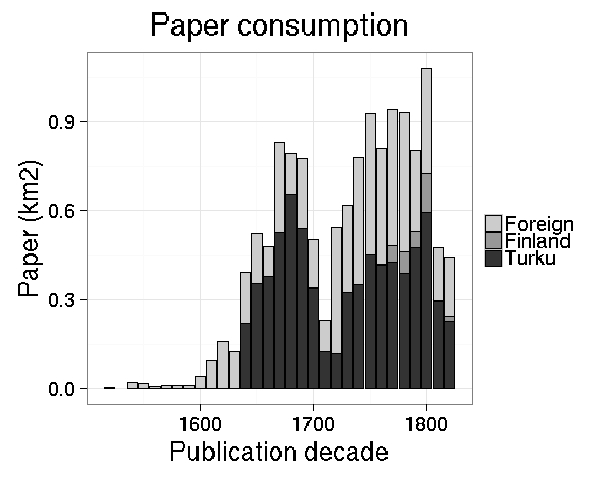 Paper consumption
Paper (km2)
0.9
0.6
0.3
0.0
1600 1700 1800
Publication decade
Foreign
Finland
Turku